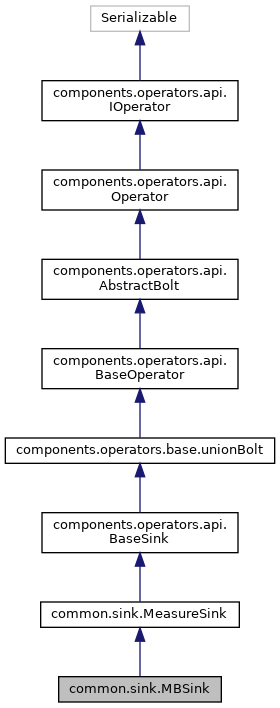 Serializable
components.operators.api.
IOperator
components.operators.api.
Operator
components.operators.api.
AbstractBolt
components.operators.api.
BaseOperator
components.operators.base.unionBolt
components.operators.api.
BaseSink
common.sink.MeasureSink
common.sink.MBSink